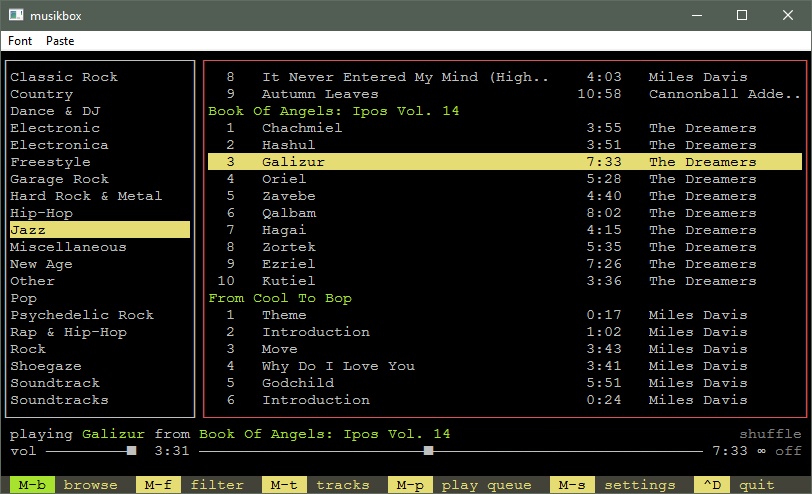 musikbox
Font Paste
Classic Rock
Country
Dance & DJ
Electronic
Electronica
Freestyle
Garage Rock
Hard Rock & Metal
Hip-Hop
Jazz
Miscellaneous
New Age
Other
Pop
Psychedelic Rock
Rap & Hip-Hop
Rock
Shoegaze
Soundtrack
Soundtracks
8 It Never Entered My Mind (High.. 4:03 Miles Davis
9 Autumn Leaves 10:58 Cannonball Adde..
Book Of Angels: Ipos Vol. 14
1 Chachmiel 3:55 The Dreamers
2 Hashul 3:51 The Dreamers
3 Galizur 7:33 The Dreamers
4 Oriel 5:28 The Dreamers
5 Zavebe 4:40 The Dreamers
6 Qalbam 8:02 The Dreamers
7 Hagai 4:15 The Dreamers
8 Zortek 5:35 The Dreamers
9 Ezriel 7:26 The Dreamers
10 Kutiel 3:36 The Dreamers
From Cool To Bop
1 Theme 0:17 Miles Davis
2 Introduction 1:02 Miles Davis
3 Move 3:43 Miles Davis
4 Why Do I Love You 3:41 Miles Davis
5 Godchild 5:51 Miles Davis
6 Introduction 0:24 Miles Davis
playing Galizur from Book Of Angels: Ipos Vol. 14 shuffle
vol 3:31 7:33 ∞ off
M-b browse M-f filter M-t tracks M-p play queue M-s settings ^D quit